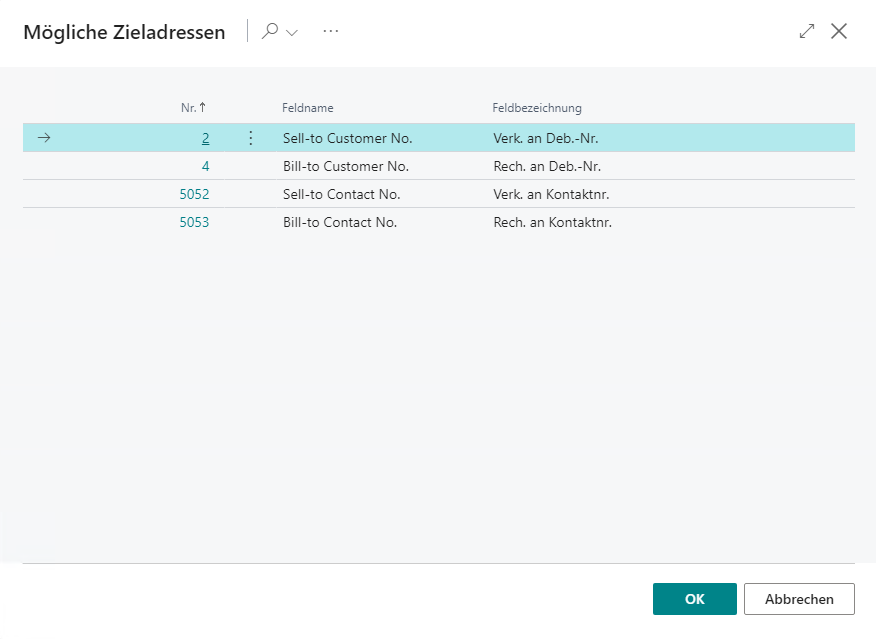 Mögliche Zieladressen
Nr. ↑ Feldname Feldbezeichnung
2 Sell-to Customer No. Verk. an Deb.-Nr.
4 Bill-to Customer No. Rech. an Deb.-Nr.
5052 Sell-to Contact No. Verk. an Kontaktnr.
5053 Bill-to Contact No. Rech. an Kontaktnr.
OK Abbrechen